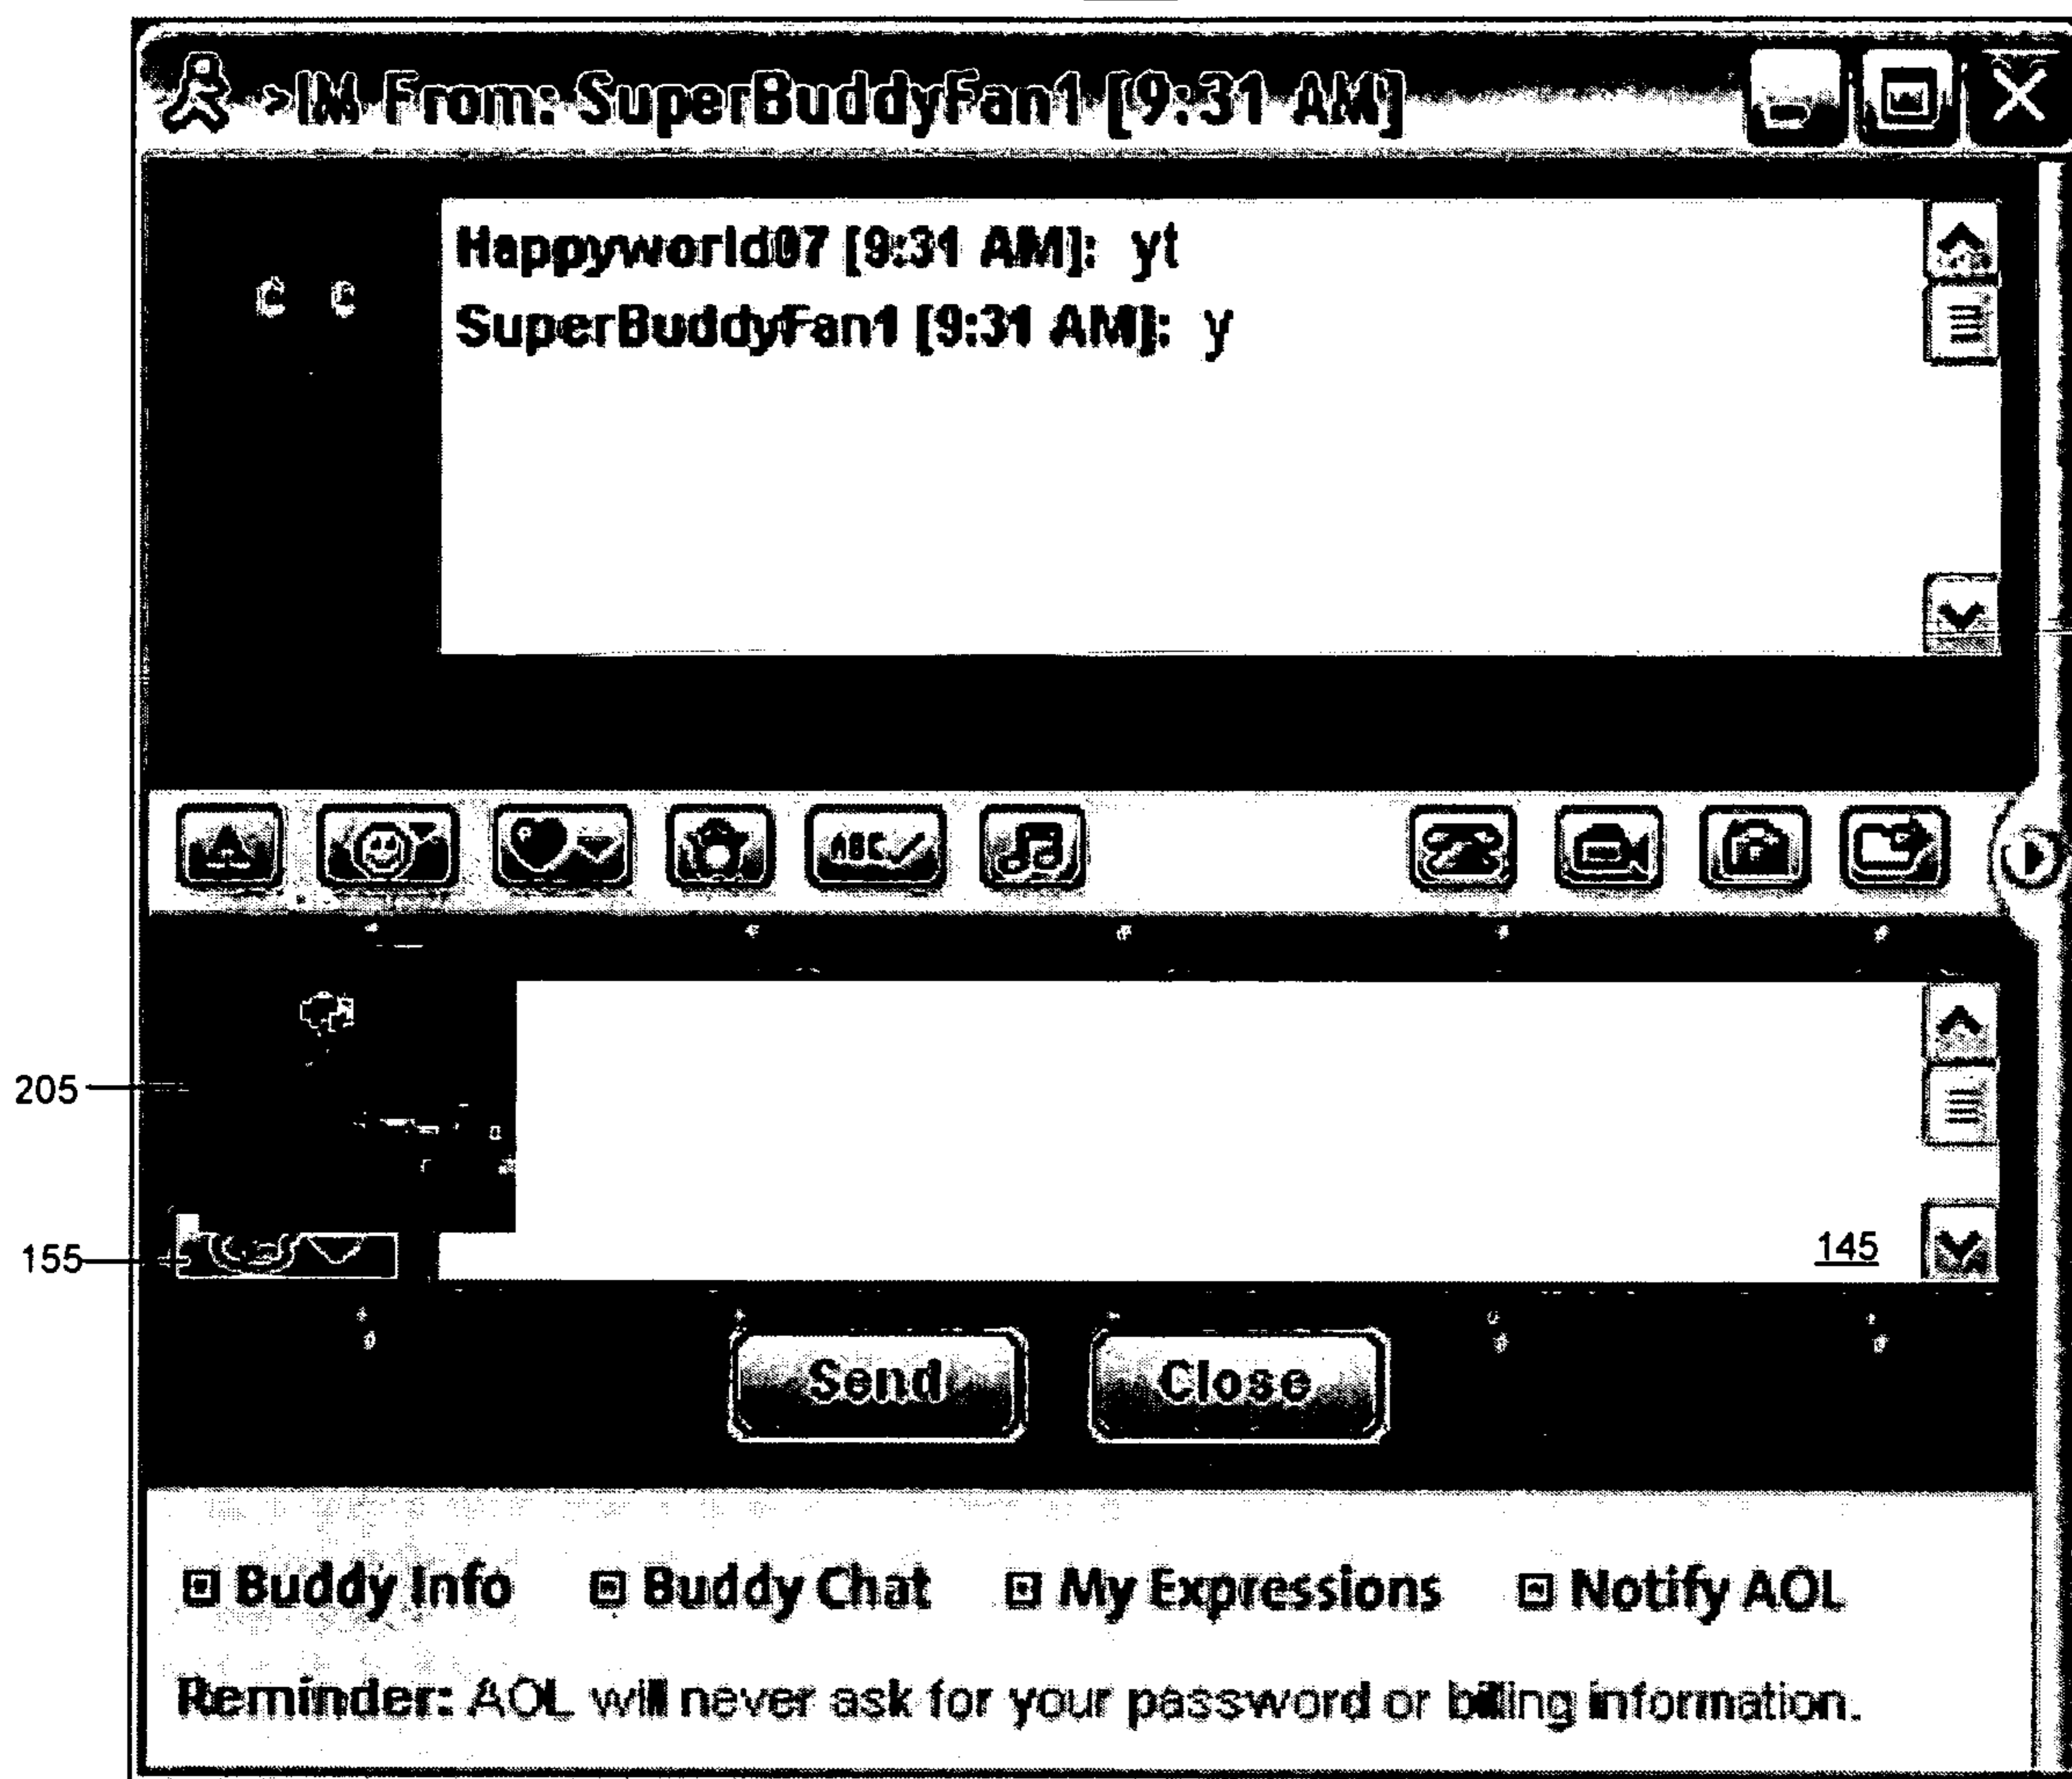 >IM From: SuperBuddyFan1 [9:31 AM]
Happyworld07 [9:31 AM]: yt
SuperBuddyFan1 [9:31 AM]: y
ABC
205
155
145
Send Close
Buddy Info Buddy Chat My Expressions Notify AOL
Reminder: AOL will never ask for your password or billing information.